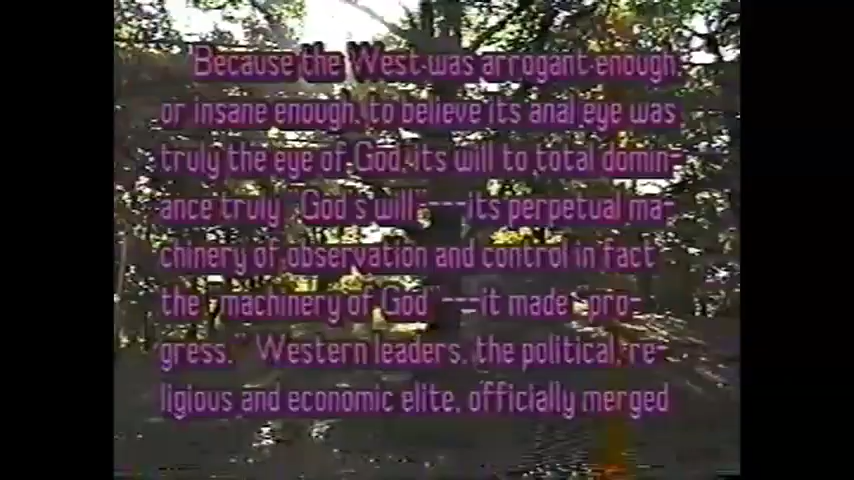 Because the West was arrogant enough,
or insane enough, to believe its anal eye was
truly the eye of God, its will to total domin-
ance truly "God's will"---its perpetual ma-
chinery of observation and control in fact
the "machinery of God"---it made "pro-
gress." Western leaders, the political, re-
ligious and economic elite, officially merged